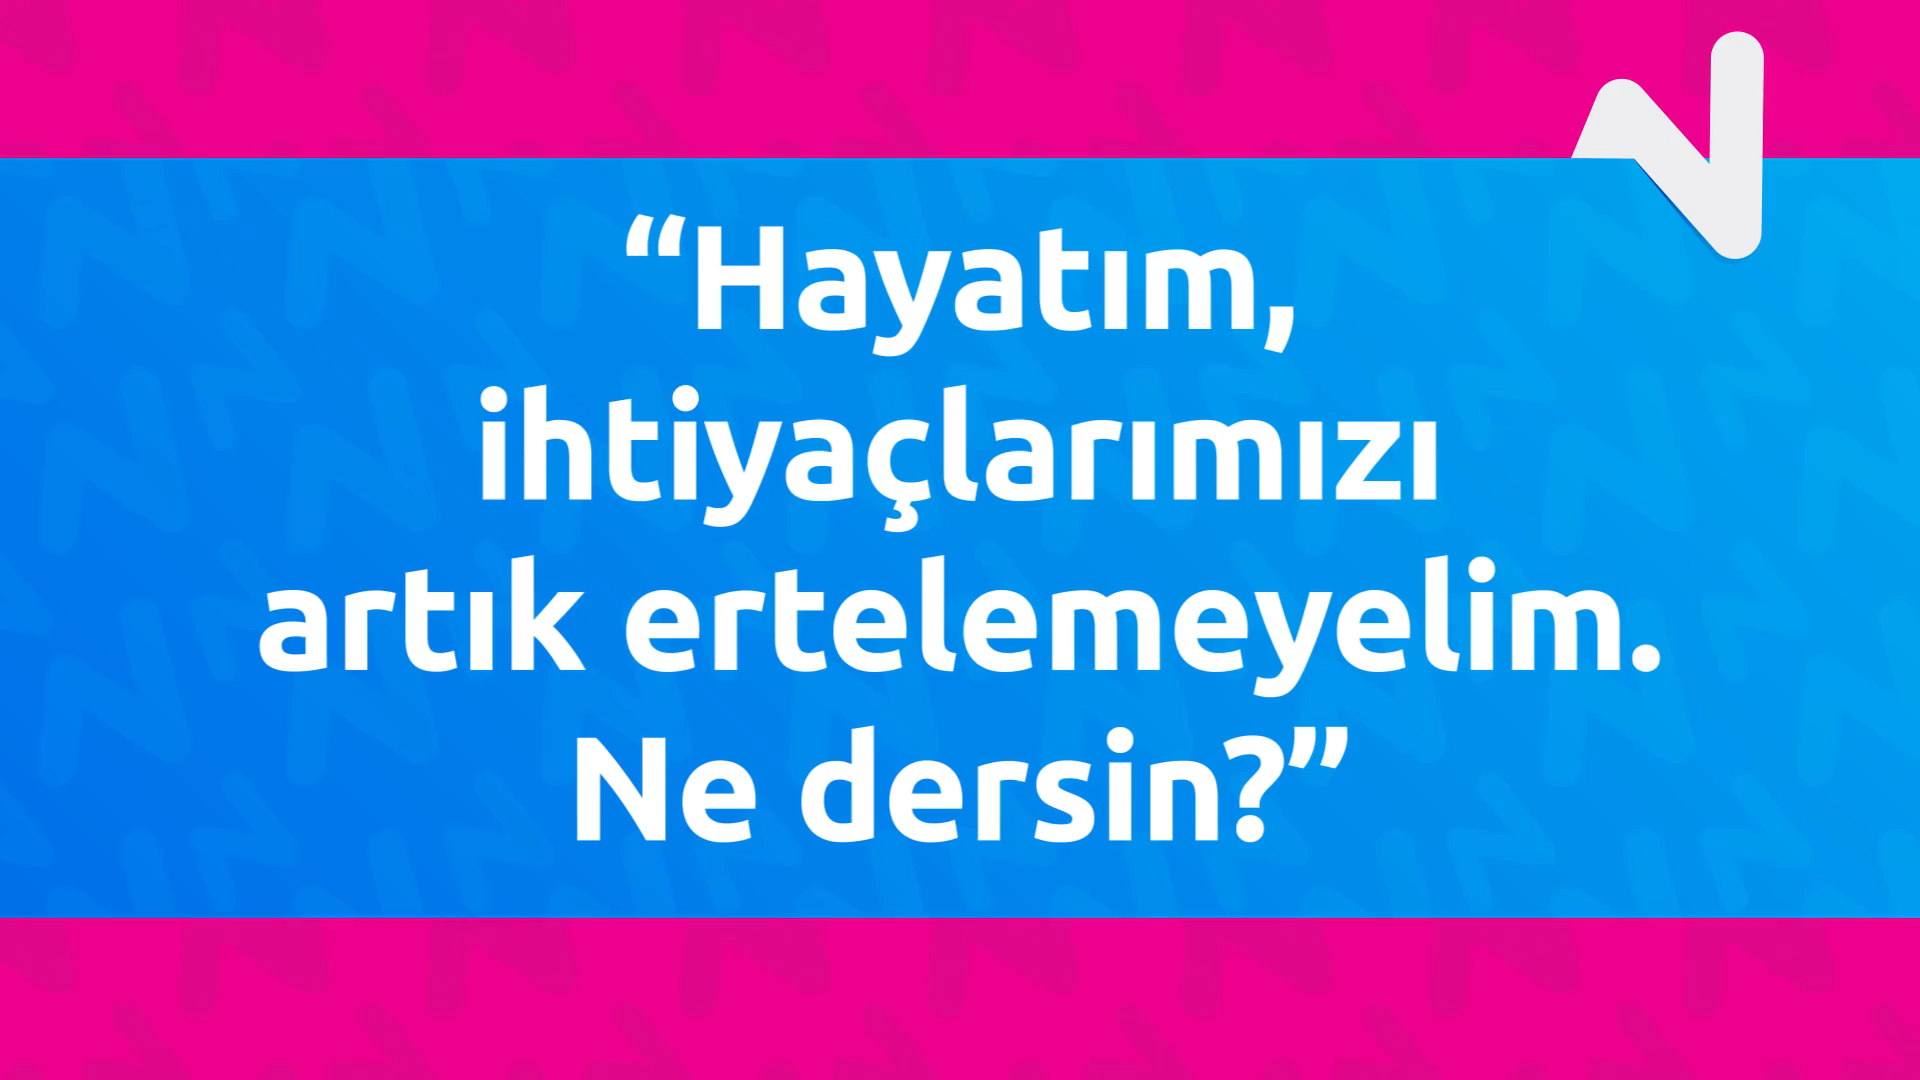 “Hayatım,
ihtiyaçlarımızı
artık ertelemeyelim.
Ne dersin?”